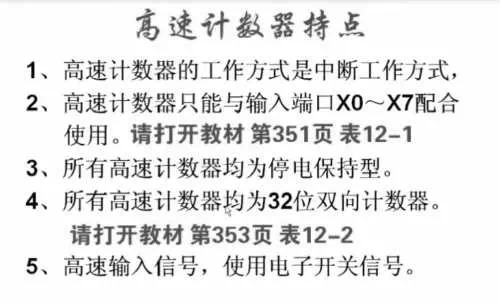 高速计数器特点
1、高速计数器的工作方式是中断工作方式，
2、高速计数器只能与输入端口X0～X7配合
使用。请打开教材 第351页 表12-1
3、所有高速计数器均为停电保持型。
4、所有高速计数器均为32位双向计数器。
请打开教材 第353页 表12-2
5、高速输入信号，使用电子开关信号。